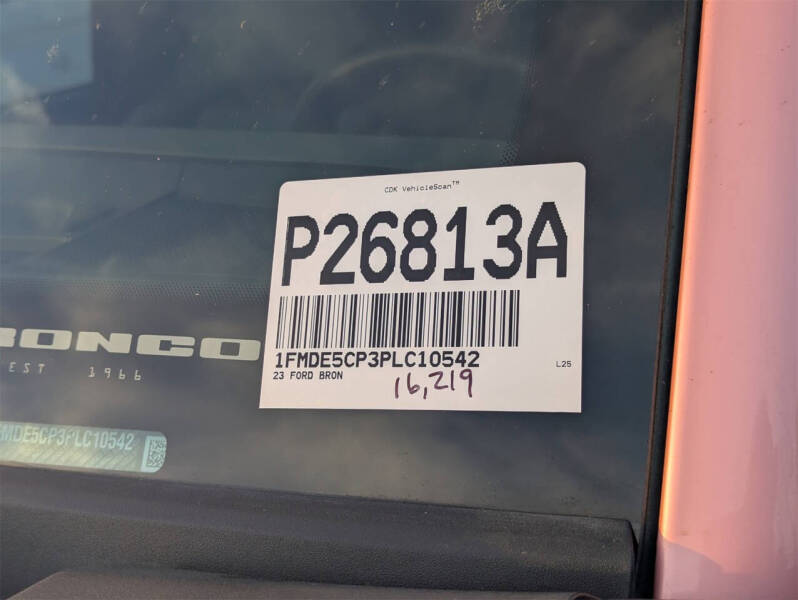 CDK VehicleScan™
P26813A
1FMDE5CP3PLC10542
23 FORD BRON
L25
16,219
RONCO
EST 1966
MDE5CP3PLC10542